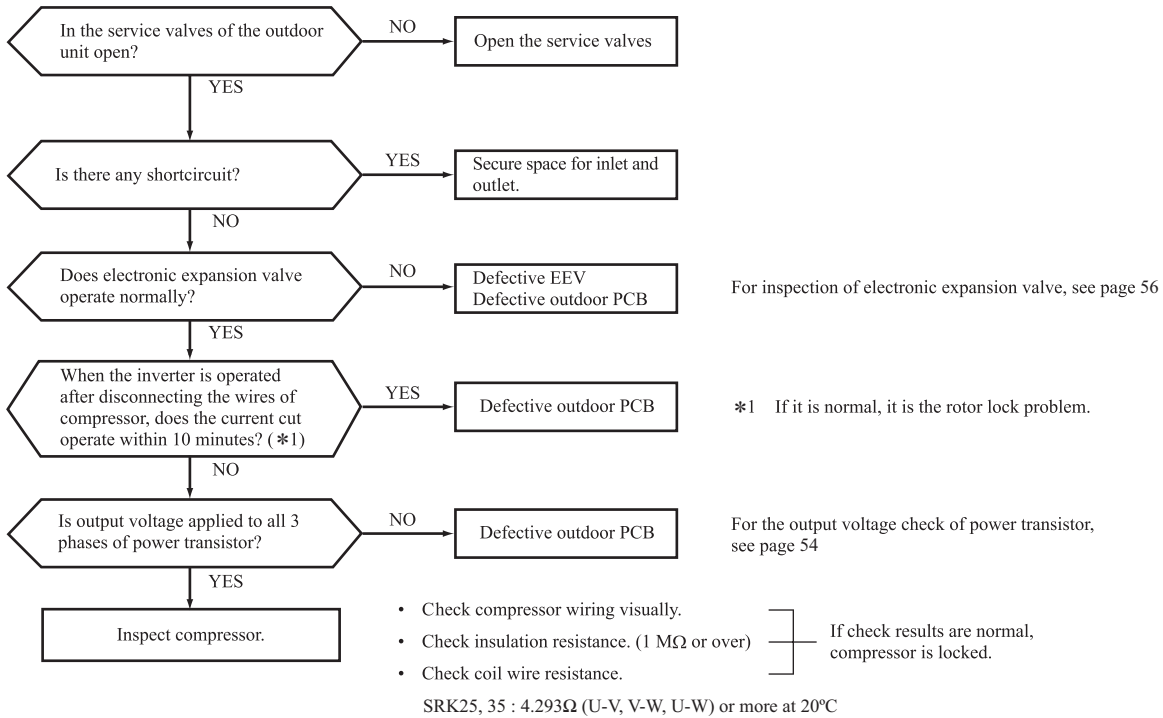 In the service valves of the outdoor
unit open?
NO
Open the service valves
YES
Is there any shortcircuit?
YES
Secure space for inlet and
outlet.
NO
Does electronic expansion valve
operate normally?
NO
Defective EEV
Defective outdoor PCB
For inspection of electronic expansion valve, see page 56
YES
When the inverter is operated
after disconnecting the wires of
compressor, does the current cut
operate within 10 minutes? (∗1)
YES
Defective outdoor PCB
∗1 If it is normal, it is the rotor lock problem.
NO
Is output voltage applied to all 3
phases of power transistor?
NO
Defective outdoor PCB
For the output voltage check of power transistor,
see page 54
YES
Inspect compressor.
• Check compressor wiring visually.
• Check insulation resistance. (1 MΩ or over)
• Check coil wire resistance.
SRK25, 35 : 4.293Ω (U-V, V-W, U-W) or more at 20ºC
If check results are normal,
compressor is locked.